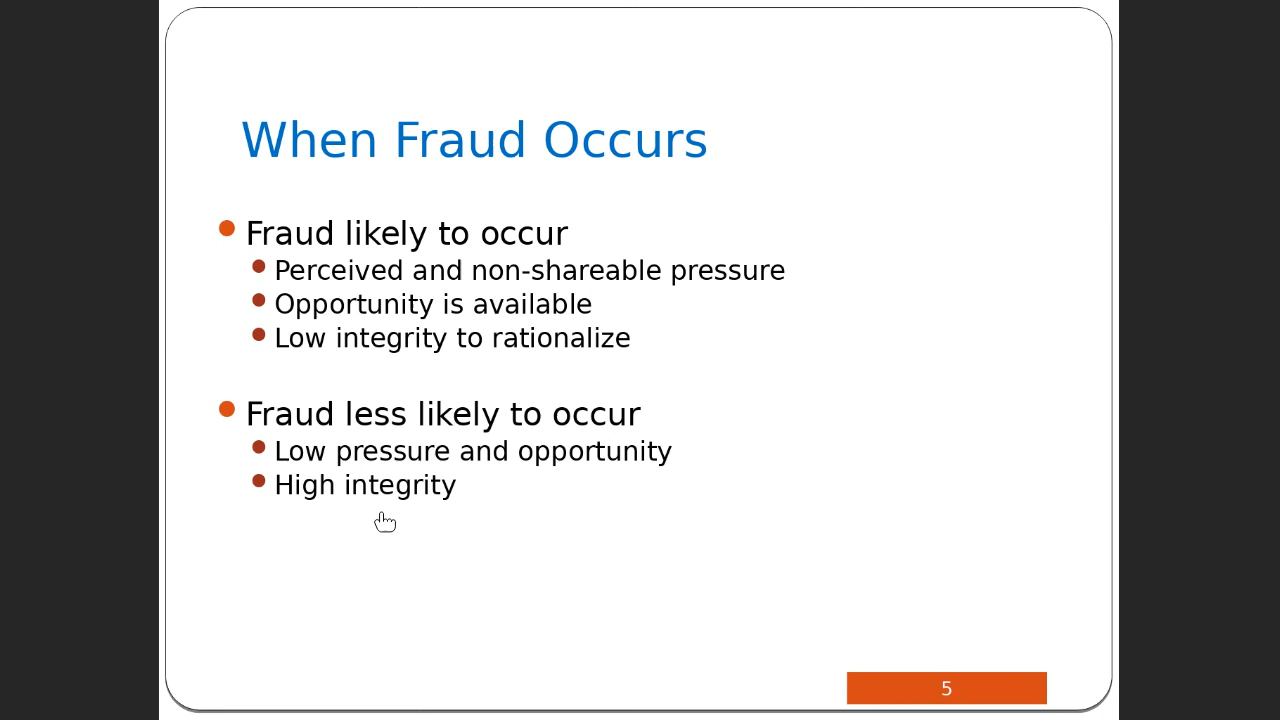 When Fraud Occurs
Fraud likely to occur
Perceived and non-shareable pressure
Opportunity is available
Low integrity to rationalize
Fraud less likely to occur
Low pressure and opportunity
High integrity
5